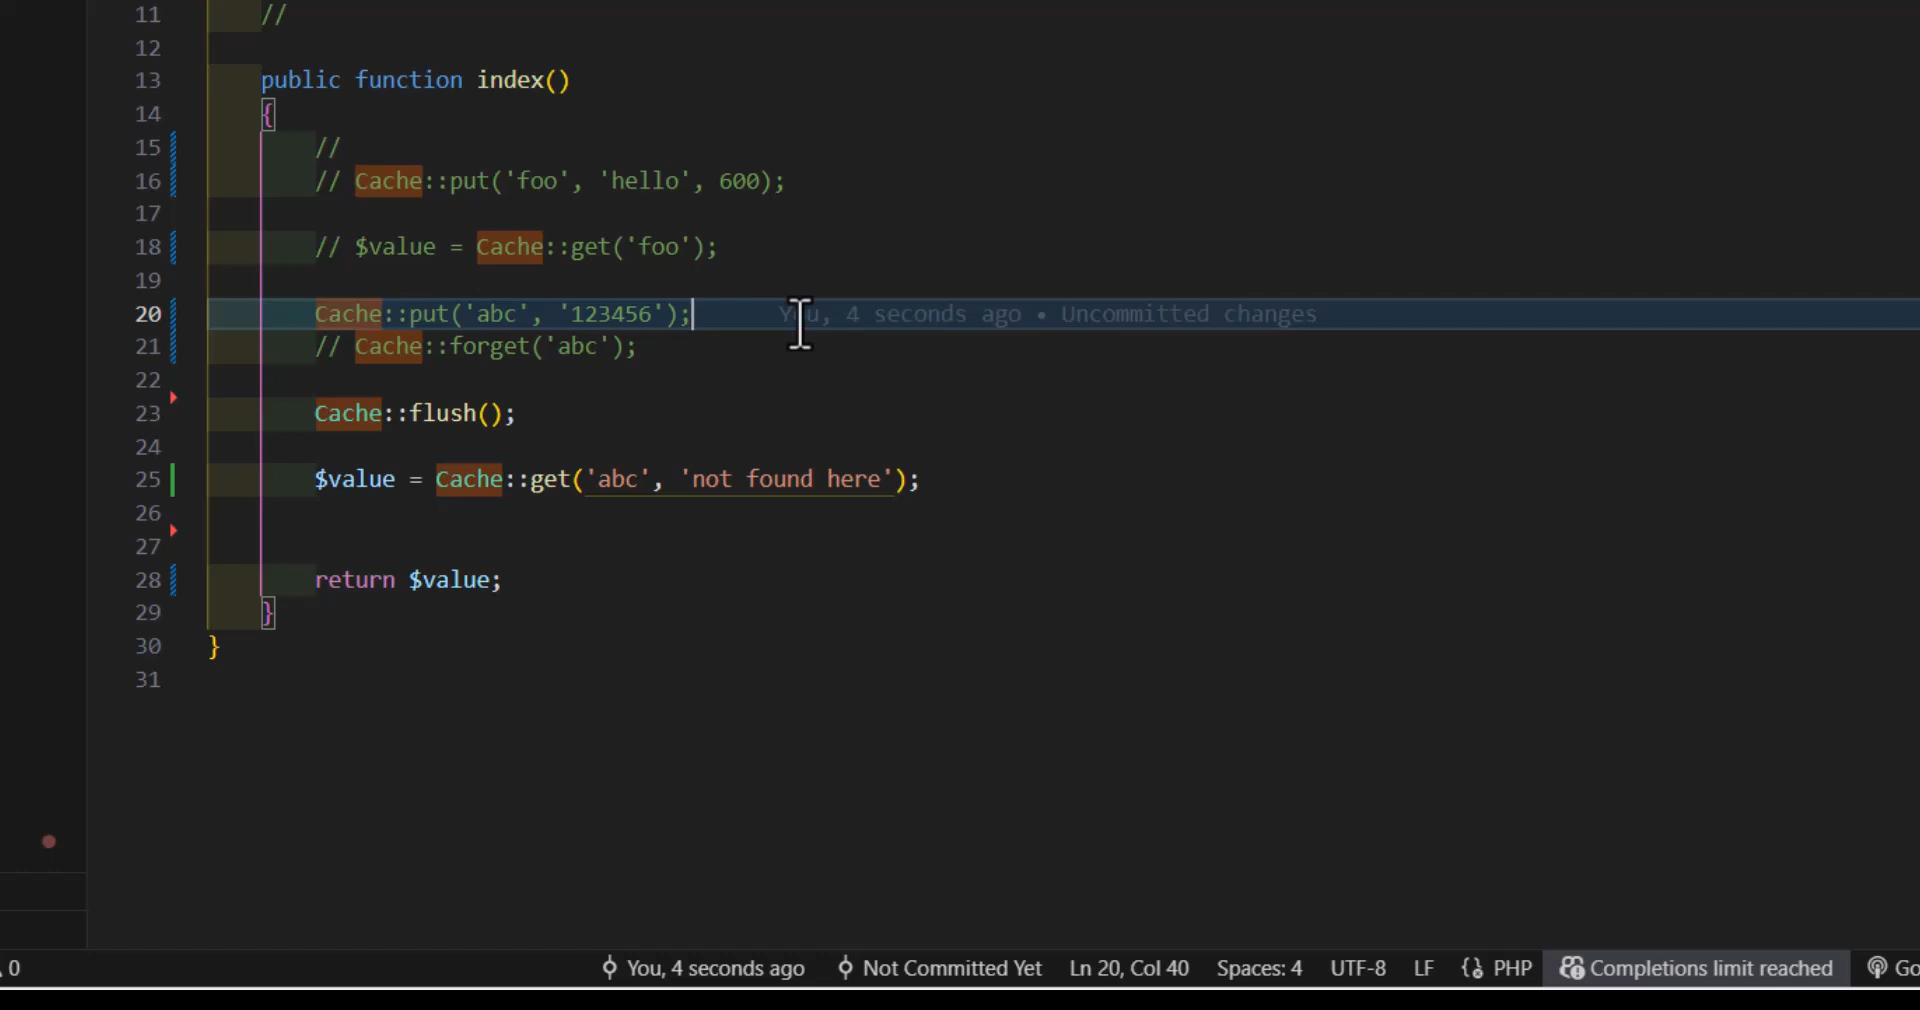 11 //
12
13 public function index()
14 {
15 //
16 // Cache::put('foo', 'hello', 600);
17
18 // $value = Cache::get('foo');
19
20 Cache::put('abc', '123456'); You, 4 seconds ago • Uncommitted changes
21 // Cache::forget('abc');
22
23 Cache::flush();
24
25 $value = Cache::get('abc', 'not found here');
26
27
28 return $value;
29 }
30 }
31
0 You, 4 seconds ago Not Committed Yet Ln 20, Col 40 Spaces: 4 UTF-8 LF PHP Completions limit reached Go